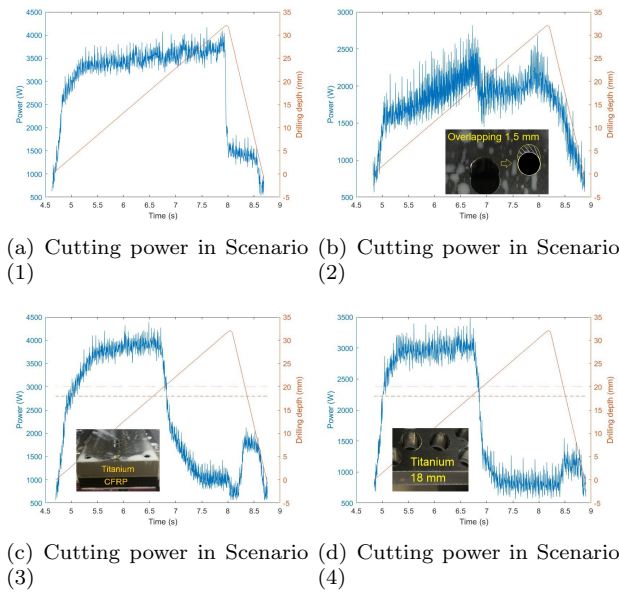 4500
4000
3500
3000
2500
2000
1500
1000
500
Power (W)
35
30
25
20
15
10
5
0
-5
Drilling depth (mm)
4.5 5 5.5 6 6.5 7 7.5 8 8.5 9
Time (s)
3000
2500
2000
1500
1000
500
Power (W)
Overlapping 1,5 mm
35
30
25
20
15
10
5
0
-5
Drilling depth (mm)
4.5 5 5.5 6 6.5 7 7.5 8 8.5 9
Time (s)
(a) Cutting power in Scenario
(1)
(b) Cutting power in Scenario
(2)
4500
4000
3500
3000
2500
2000
1500
1000
500
Power (W)
Titanium
CFRP
35
30
25
20
15
10
5
0
-5
Drilling depth (mm)
4.5 5 5.5 6 6.5 7 7.5 8 8.5 9
Time (s)
3500
3000
2500
2000
1500
1000
500
Power (W)
Titanium
18 mm
35
30
25
20
15
10
5
0
-5
Drilling depth (mm)
4.5 5 5.5 6 6.5 7 7.5 8 8.5 9
Time (s)
(c) Cutting power in Scenario
(3)
(d) Cutting power in Scenario
(4)